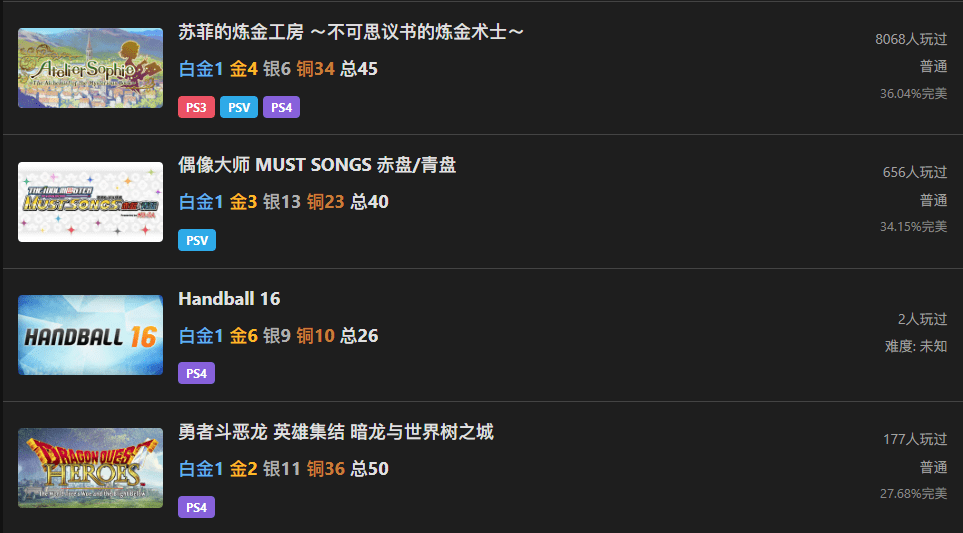 苏菲的炼金工房 ～不可思议书的炼金术士～
8068人玩过
白金1 金4 银6 铜34 总45
普通
PS3 PSV PS4
36.04%完美
Atelier Sophie
偶像大师 MUST SONGS 赤盘/青盘
656人玩过
白金1 金3 银13 铜23 总40
普通
PSV
34.15%完美
THE IDOLM@STER
MUST SONGS
Handball 16
2人玩过
白金1 金6 银9 铜10 总26
难度: 未知
PS4
HANDBALL 16
勇者斗恶龙 英雄集结 暗龙与世界树之城
177人玩过
白金1 金2 银11 铜36 总50
普通
PS4
27.68%完美
DRAGON QUEST
HEROES